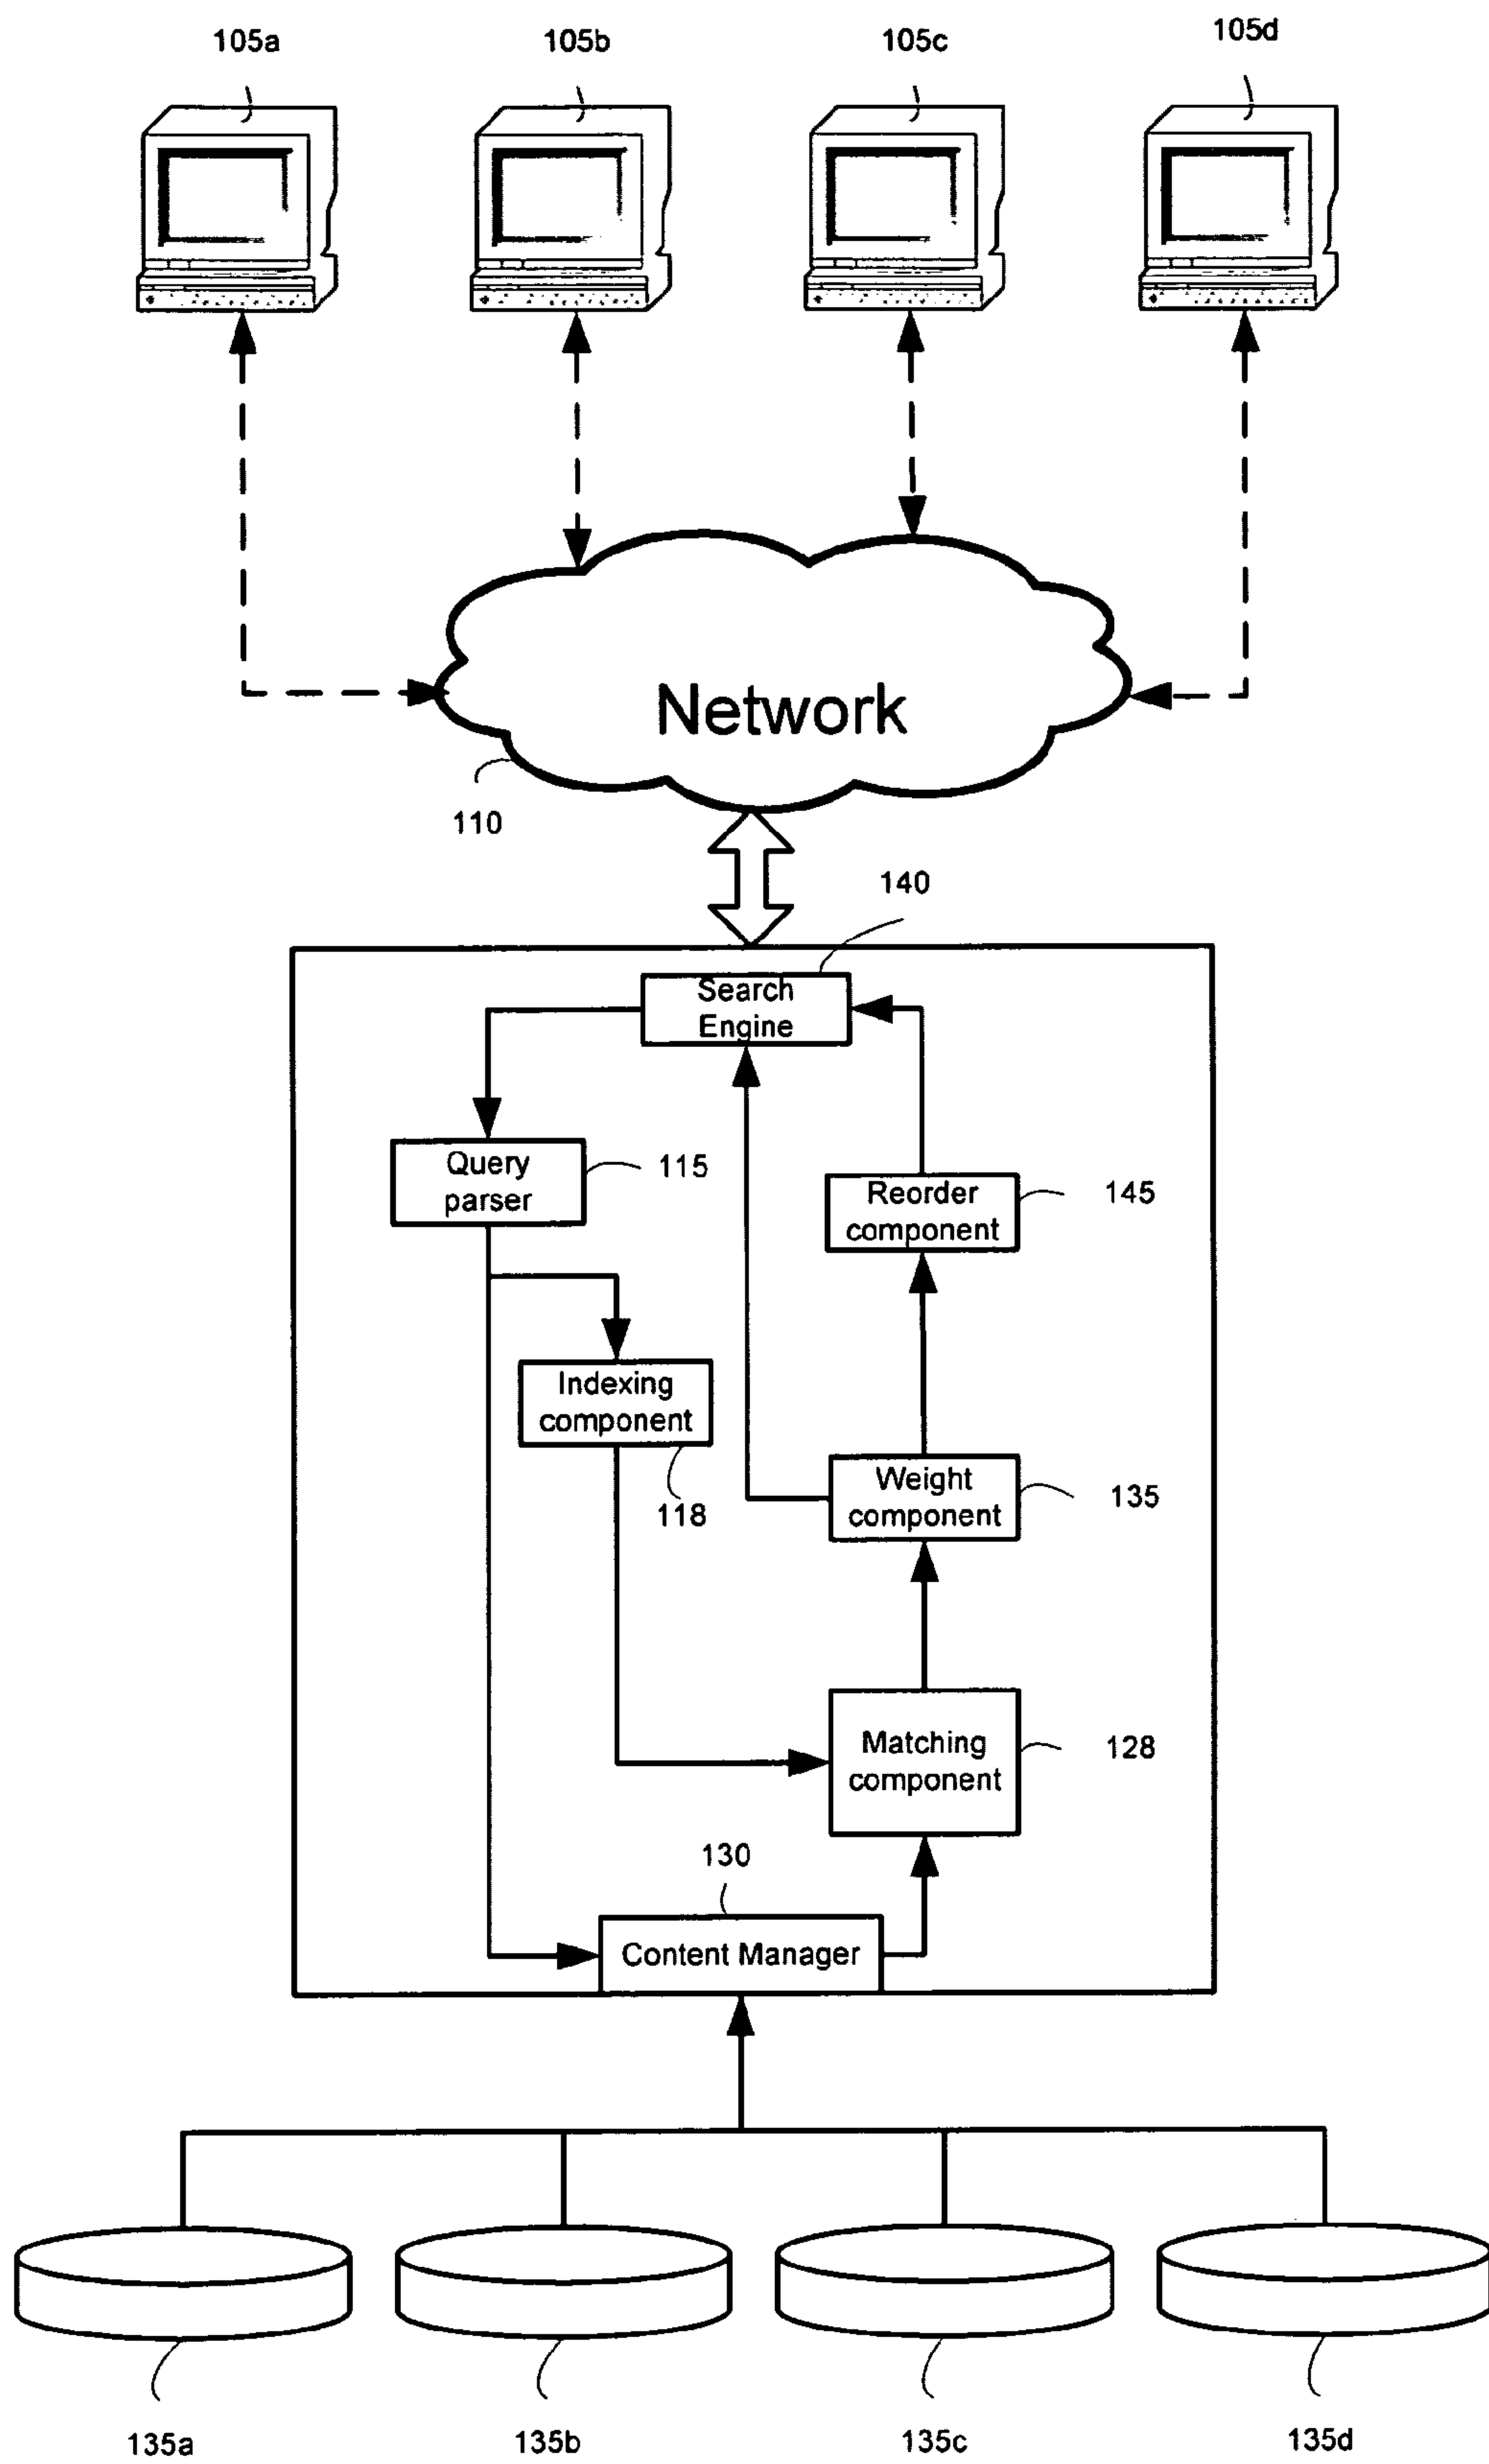 105a
105b
105c
105d
Network
110
140
Search
Engine
Query
parser
115
Reorder
component
145
Indexing
component
118
Weight
component
135
Matching
component
128
130
Content Manager
135a
135b
135c
135d